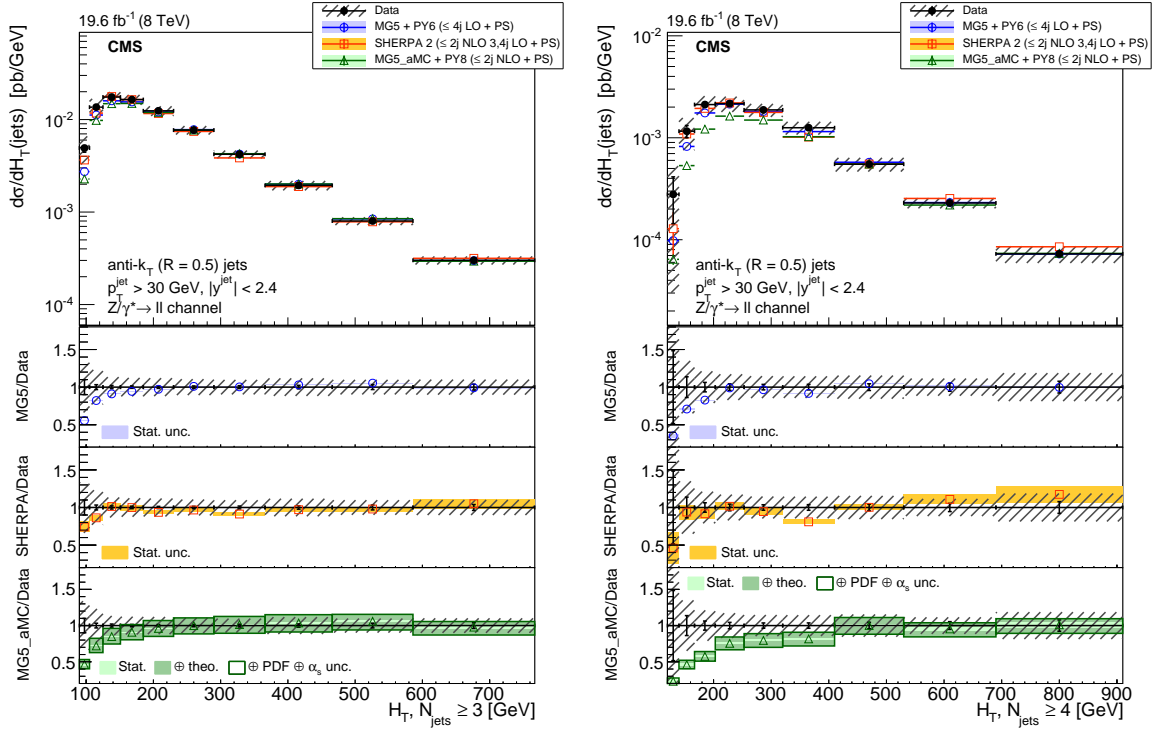 19.6 fb⁻¹ (8 TeV)
Data
MG5 + PY6 (≤ 4j LO + PS)
SHERPA 2 (≤ 2j NLO 3,4j LO + PS)
MG5_aMC + PY8 (≤ 2j NLO + PS)
CMS
dσ/dH_T(jets) [pb/GeV]
10⁻²
10⁻³
10⁻⁴
anti-k_T (R = 0.5) jets
p_T^jet > 30 GeV, |y^jet| < 2.4
Z/γ*→ ll channel
MG5/Data
1.5
1
0.5
Stat. unc.
SHERPA/Data
1.5
1
0.5
Stat. unc.
MG5_aMC/Data
1.5
1
0.5
Stat. ⊕ theo. ⊕ PDF ⊕ α_s unc.
100 200 300 400 500 600 700
H_T, N_jets ≥ 3 [GeV]
19.6 fb⁻¹ (8 TeV)
Data
MG5 + PY6 (≤ 4j LO + PS)
SHERPA 2 (≤ 2j NLO 3,4j LO + PS)
MG5_aMC + PY8 (≤ 2j NLO + PS)
CMS
dσ/dH_T(jets) [pb/GeV]
10⁻²
10⁻³
10⁻⁴
anti-k_T (R = 0.5) jets
p_T^jet > 30 GeV, |y^jet| < 2.4
Z/γ*→ ll channel
MG5/Data
1.5
1
0.5
Stat. unc.
SHERPA/Data
1.5
1
0.5
Stat. unc.
MG5_aMC/Data
Stat. ⊕ theo. ⊕ PDF ⊕ α_s unc.
1.5
1
0.5
200 300 400 500 600 700 800 900
H_T, N_jets ≥ 4 [GeV]